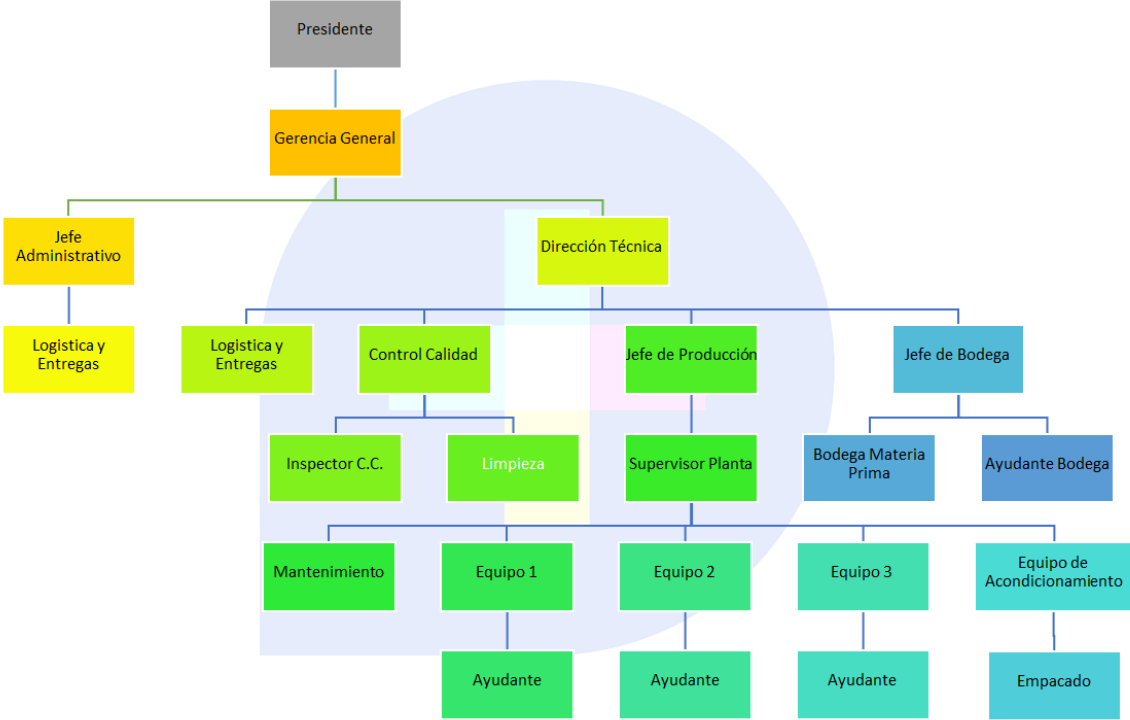 Presidente
Gerencia General
Jefe
Administrativo
Dirección Técnica
Logistica y
Entregas
Logistica y
Entregas
Control Calidad
Jefe de Producción
Jefe de Bodega
Inspector C.C.
Limpieza
Supervisor Planta
Bodega Materia
Prima
Ayudante Bodega
Mantenimiento
Equipo 1
Equipo 2
Equipo 3
Equipo de
Acondicionamiento
Ayudante
Ayudante
Ayudante
Empacado